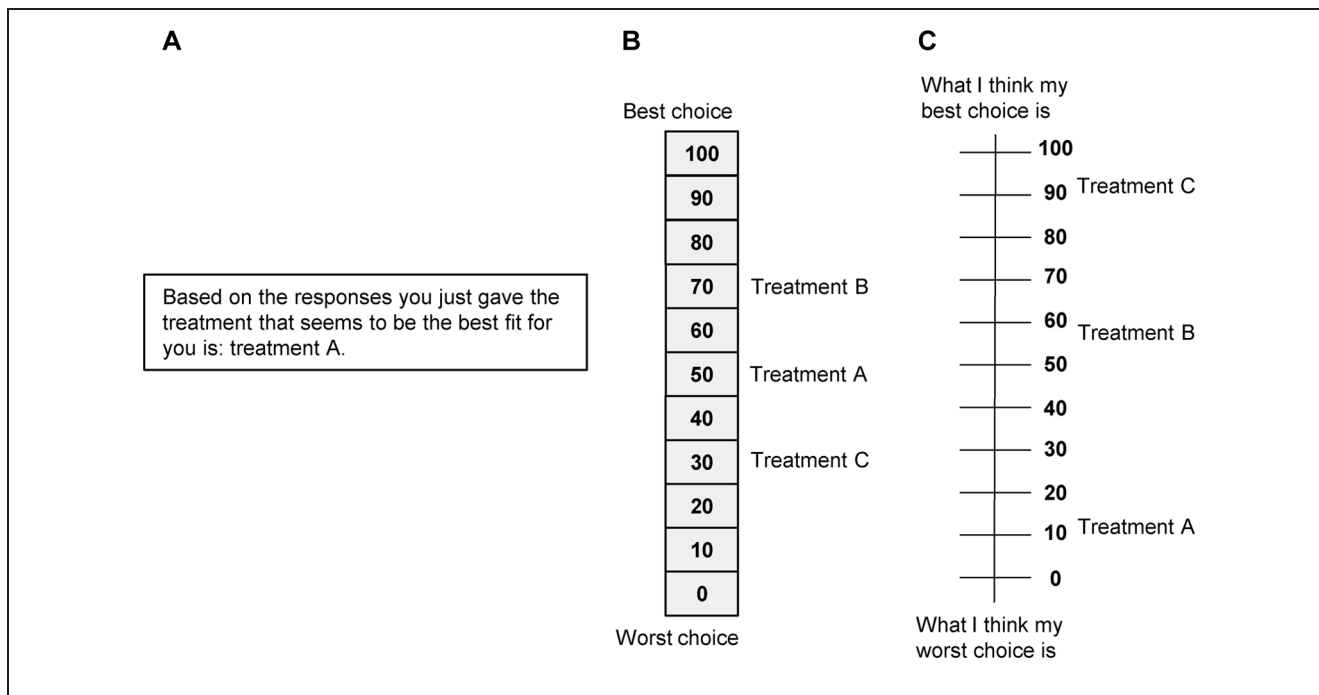 A
Based on the responses you just gave the
treatment that seems to be the best fit for
you is: treatment A.
B
Best choice
100
90
80
70 Treatment B
60
50 Treatment A
40
30 Treatment C
20
10
0
Worst choice
C
What I think my
best choice is
100
90 Treatment C
80
70
60
Treatment B
50
40
30
20
10 Treatment A
0
What I think my
worst choice is